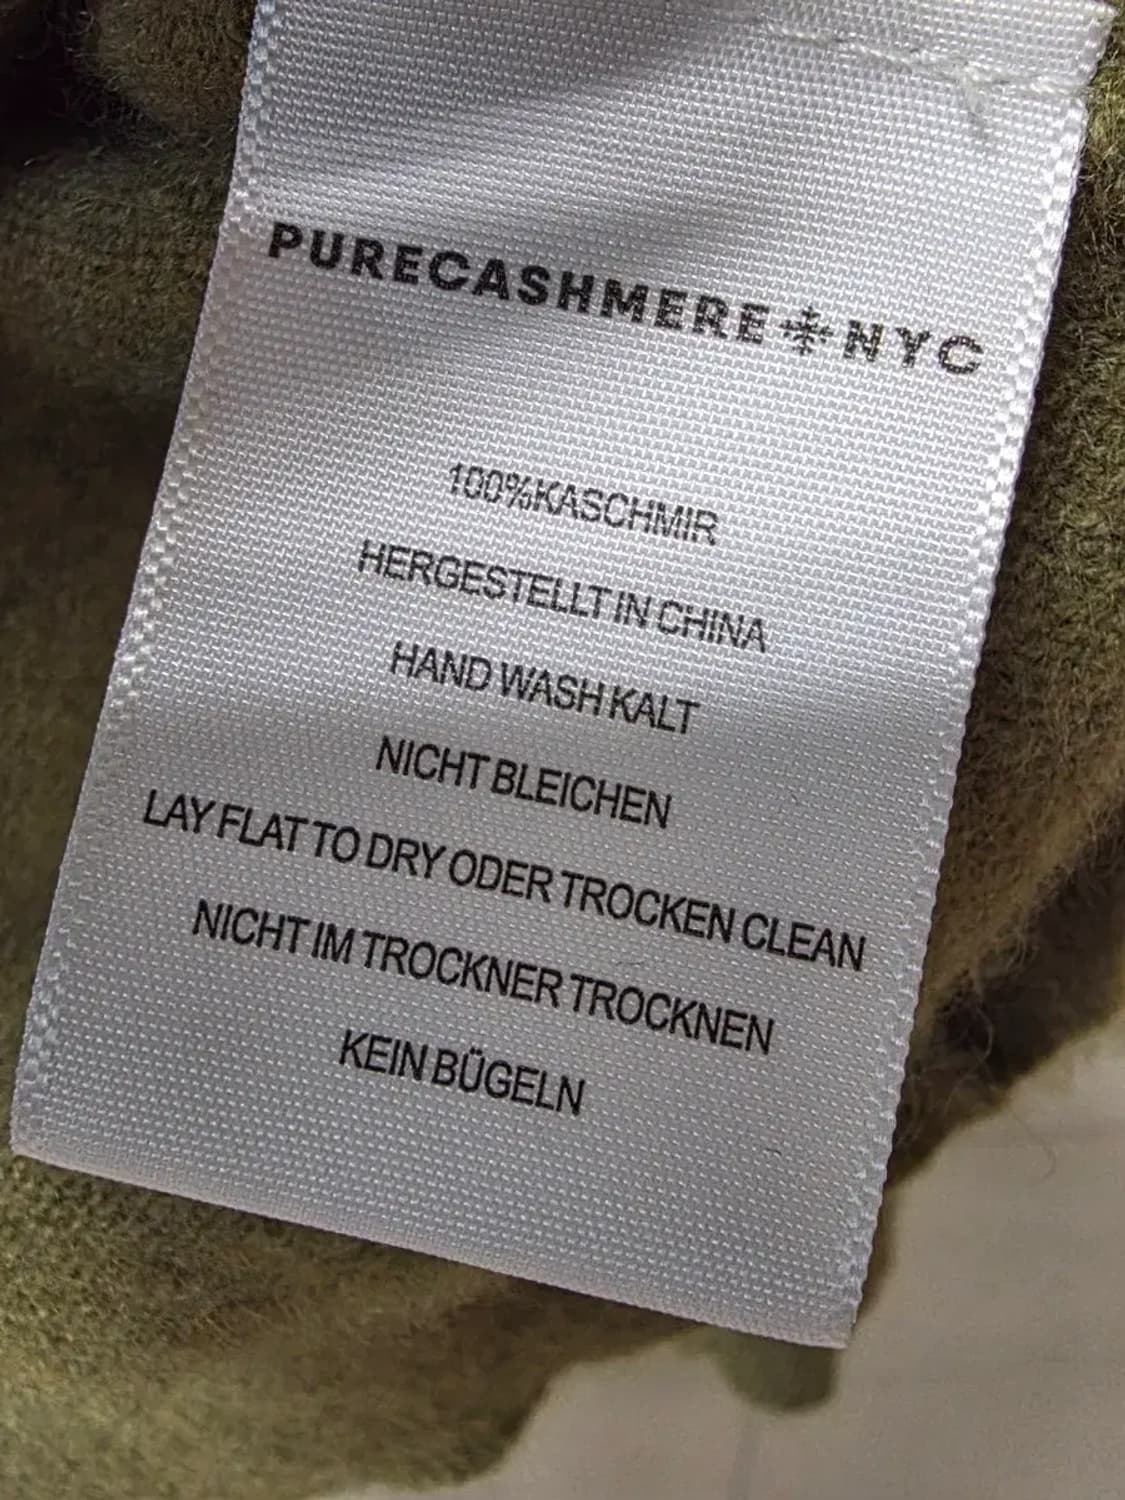 PURECASHMERE NYC
100%KASCHMIR
HERGESTELLT IN CHINA
HAND WASH KALT
NICHT BLEICHEN
LAY FLAT TO DRY ODER TROCKEN CLEAN
NICHT IM TROCKNER TROCKNEN
KEIN BÜGELN